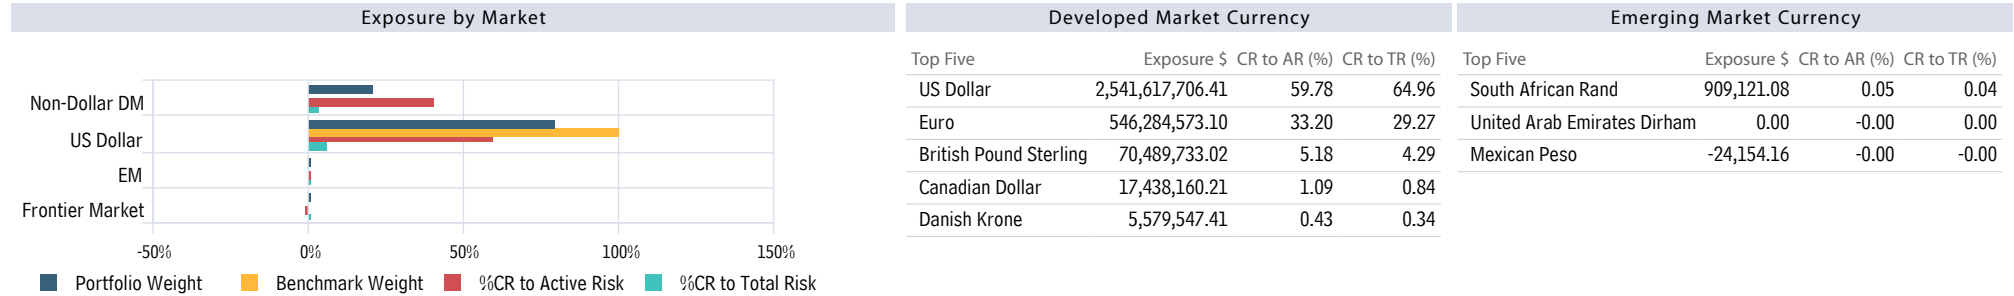 Exposure by Market
Non-Dollar DM
US Dollar
EM
Frontier Market
-50% 0% 50% 100% 150%
Portfolio Weight Benchmark Weight %CR to Active Risk %CR to Total Risk
Developed Market Currency
Top Five Exposure $ CR to AR (%) CR to TR (%)
US Dollar 2,541,617,706.41 59.78 64.96
Euro 546,284,573.10 33.20 29.27
British Pound Sterling 70,489,733.02 5.18 4.29
Canadian Dollar 17,438,160.21 1.09 0.84
Danish Krone 5,579,547.41 0.43 0.34
Emerging Market Currency
Top Five Exposure $ CR to AR (%) CR to TR (%)
South African Rand 909,121.08 0.05 0.04
United Arab Emirates Dirham 0.00 -0.00 0.00
Mexican Peso -24,154.16 -0.00 -0.00